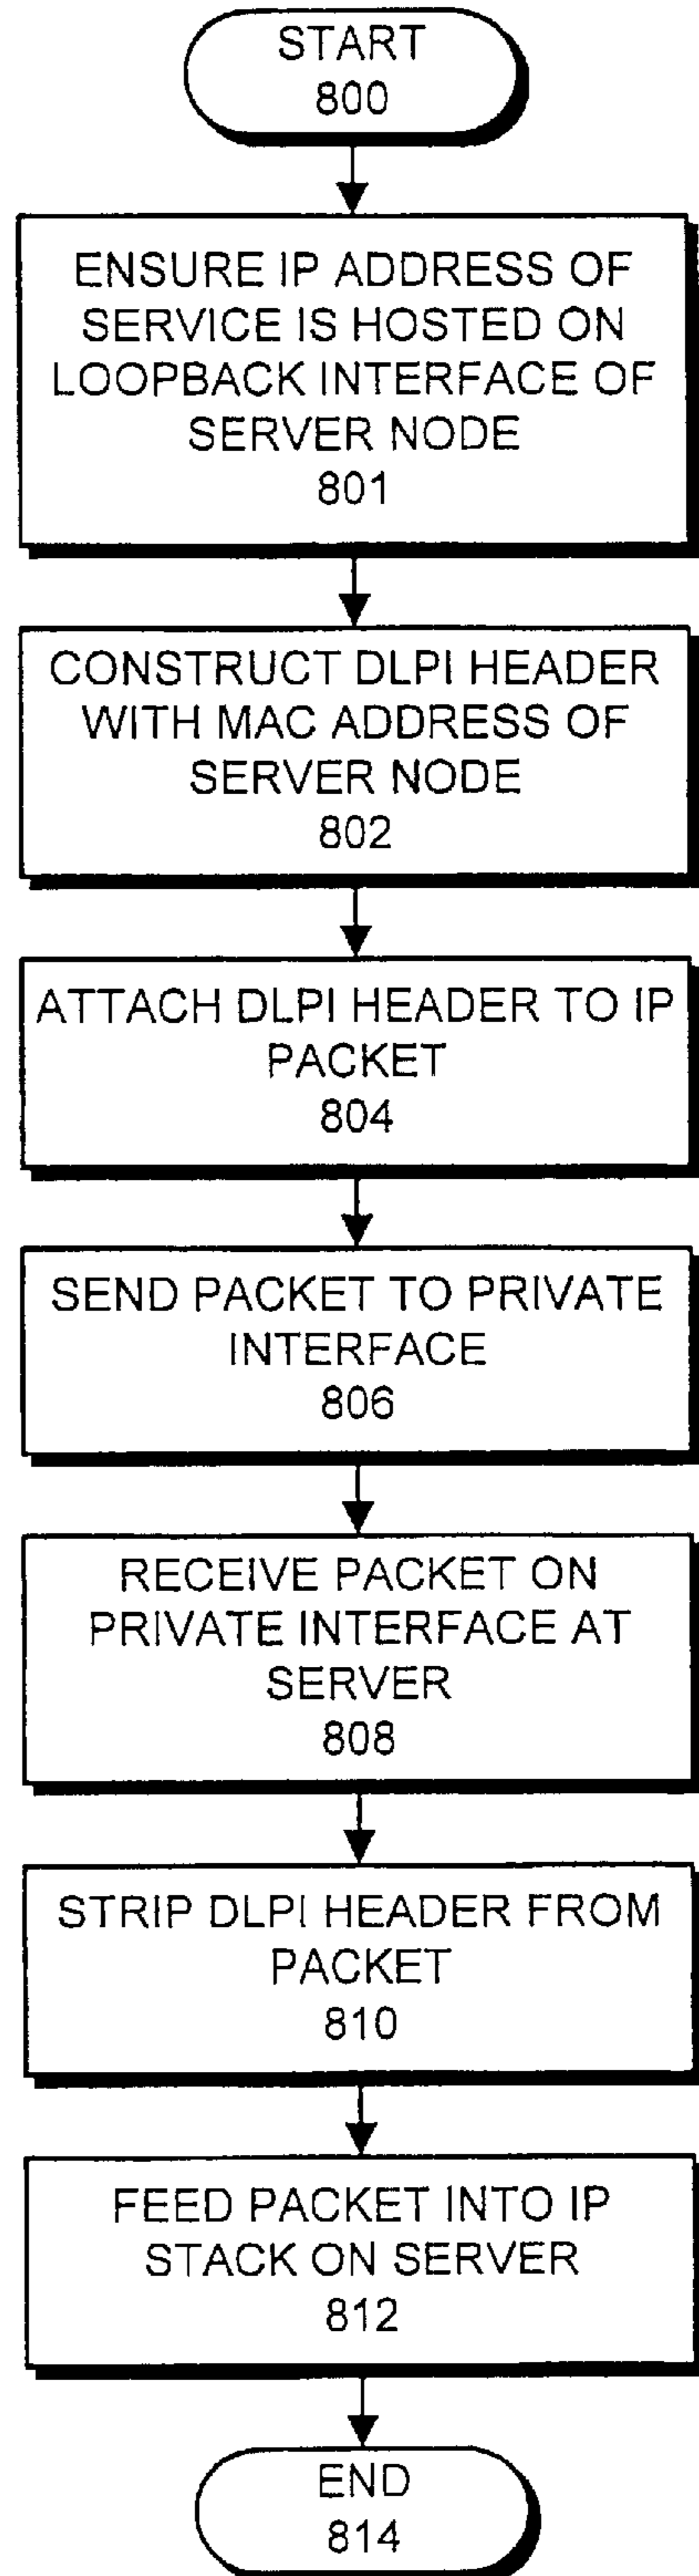 START
800
ENSURE IP ADDRESS OF
SERVICE IS HOSTED ON
LOOPBACK INTERFACE OF
SERVER NODE
801
CONSTRUCT DLPI HEADER
WITH MAC ADDRESS OF
SERVER NODE
802
ATTACH DLPI HEADER TO IP
PACKET
804
SEND PACKET TO PRIVATE
INTERFACE
806
RECEIVE PACKET ON
PRIVATE INTERFACE AT
SERVER
808
STRIP DLPI HEADER FROM
PACKET
810
FEED PACKET INTO IP
STACK ON SERVER
812
END
814